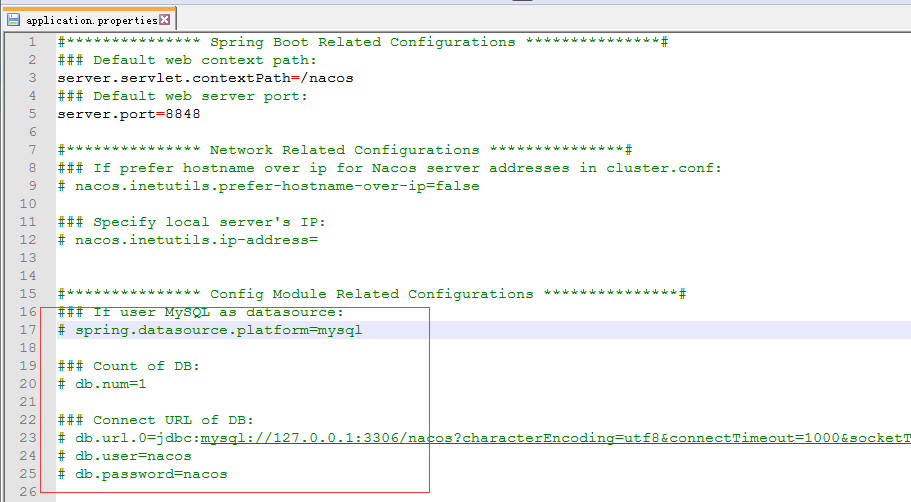 application.properties
1 #*************** Spring Boot Related Configurations ***************#
2 ### Default web context path:
3 server.servlet.contextPath=/nacos
4 ### Default web server port:
5 server.port=8848
6
7 #*************** Network Related Configurations ***************#
8 ### If prefer hostname over ip for Nacos server addresses in cluster.conf:
9 # nacos.inetutils.prefer-hostname-over-ip=false
10
11 ### Specify local server's IP:
12 # nacos.inetutils.ip-address=
13
14
15 #*************** Config Module Related Configurations ***************#
16 ### If user MySQL as datasource:
17 # spring.datasource.platform=mysql
18
19 ### Count of DB:
20 # db.num=1
21
22 ### Connect URL of DB:
23 # db.url.0=jdbc:mysql://127.0.0.1:3306/nacos?characterEncoding=utf8&connectTimeout=1000&socketT
24 # db.user=nacos
25 # db.password=nacos
26